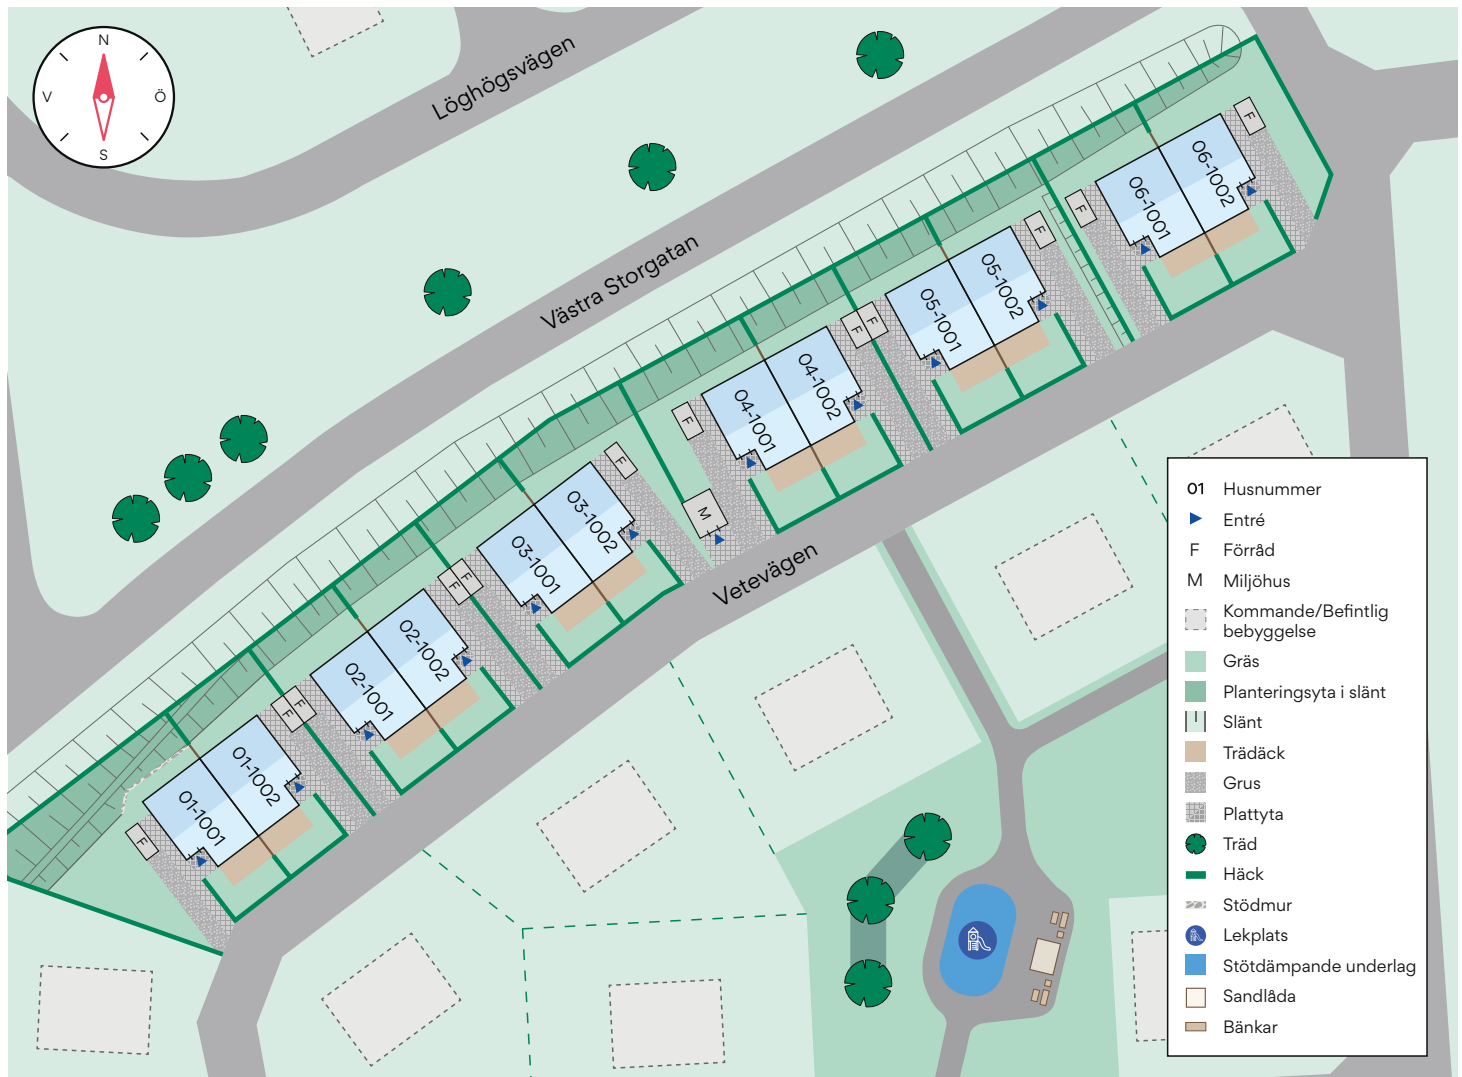 N
V
Ö
S
Löghögsvägen
Västra Storgatan
Vetevägen
F
06-1001
06-1002
F
F
05-1001
05-1002
F
F
04-1001
04-1002
F
M
F
03-1001
03-1002
F
F
02-1001
02-1002
F
F
01-1001
01-1002
F
01 Husnummer
Entré
F Förråd
M Miljöhus
Kommande/Befintlig
bebyggelse
Gräs
Planteringsyta i slänt
Slänt
Trädäck
Grus
Plattyta
Träd
Häck
Stödmur
Lekplats
Stötdämpande underlag
Sandlåda
Bänkar